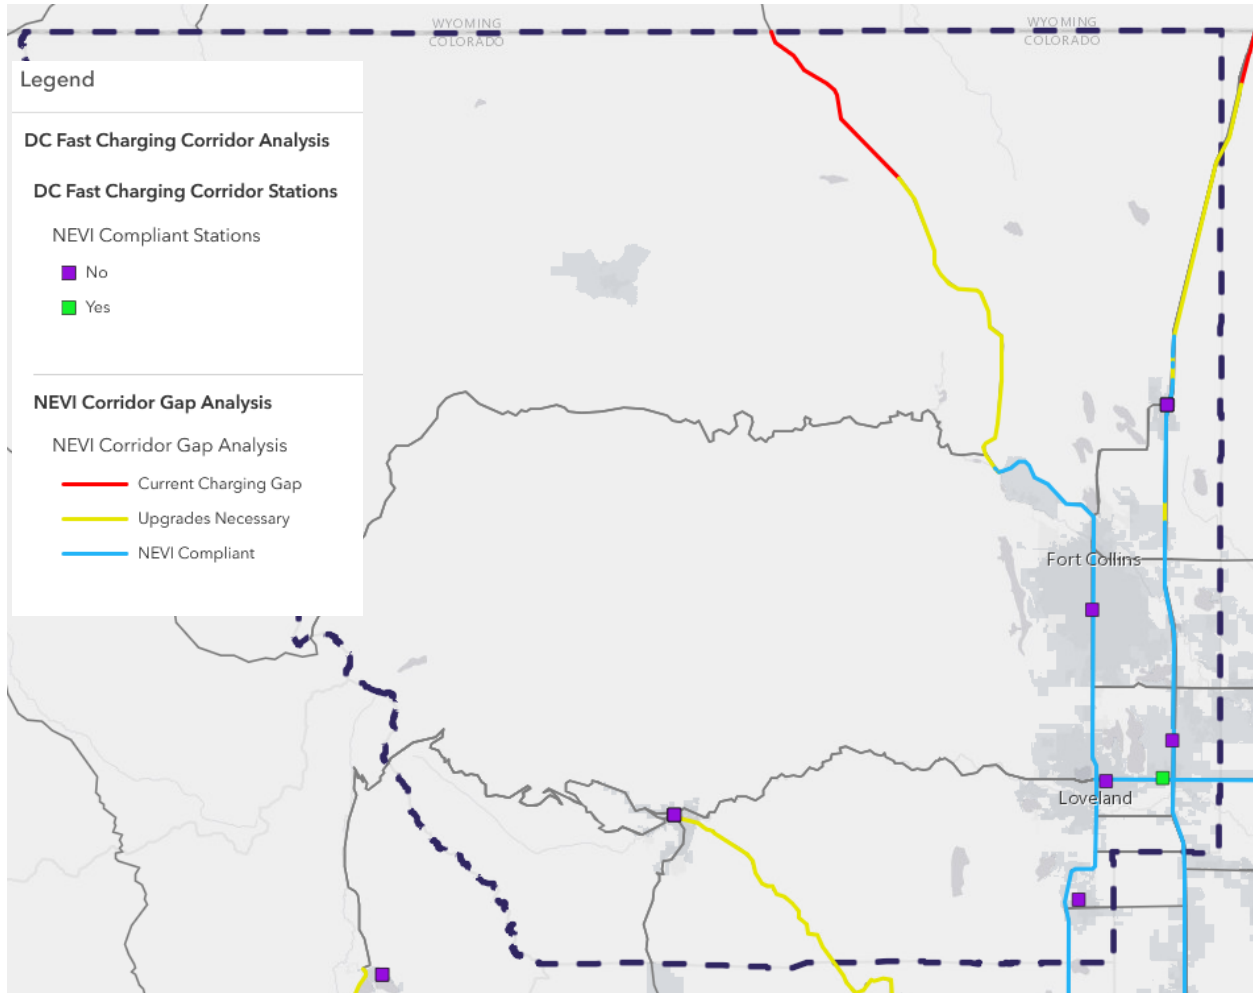 WYOMING
COLORADO
WYOMING
COLORADO
Legend
DC Fast Charging Corridor Analysis
DC Fast Charging Corridor Stations
NEVI Compliant Stations
No
Yes
NEVI Corridor Gap Analysis
NEVI Corridor Gap Analysis
Current Charging Gap
Upgrades Necessary
NEVI Compliant
Fort Collins
Loveland